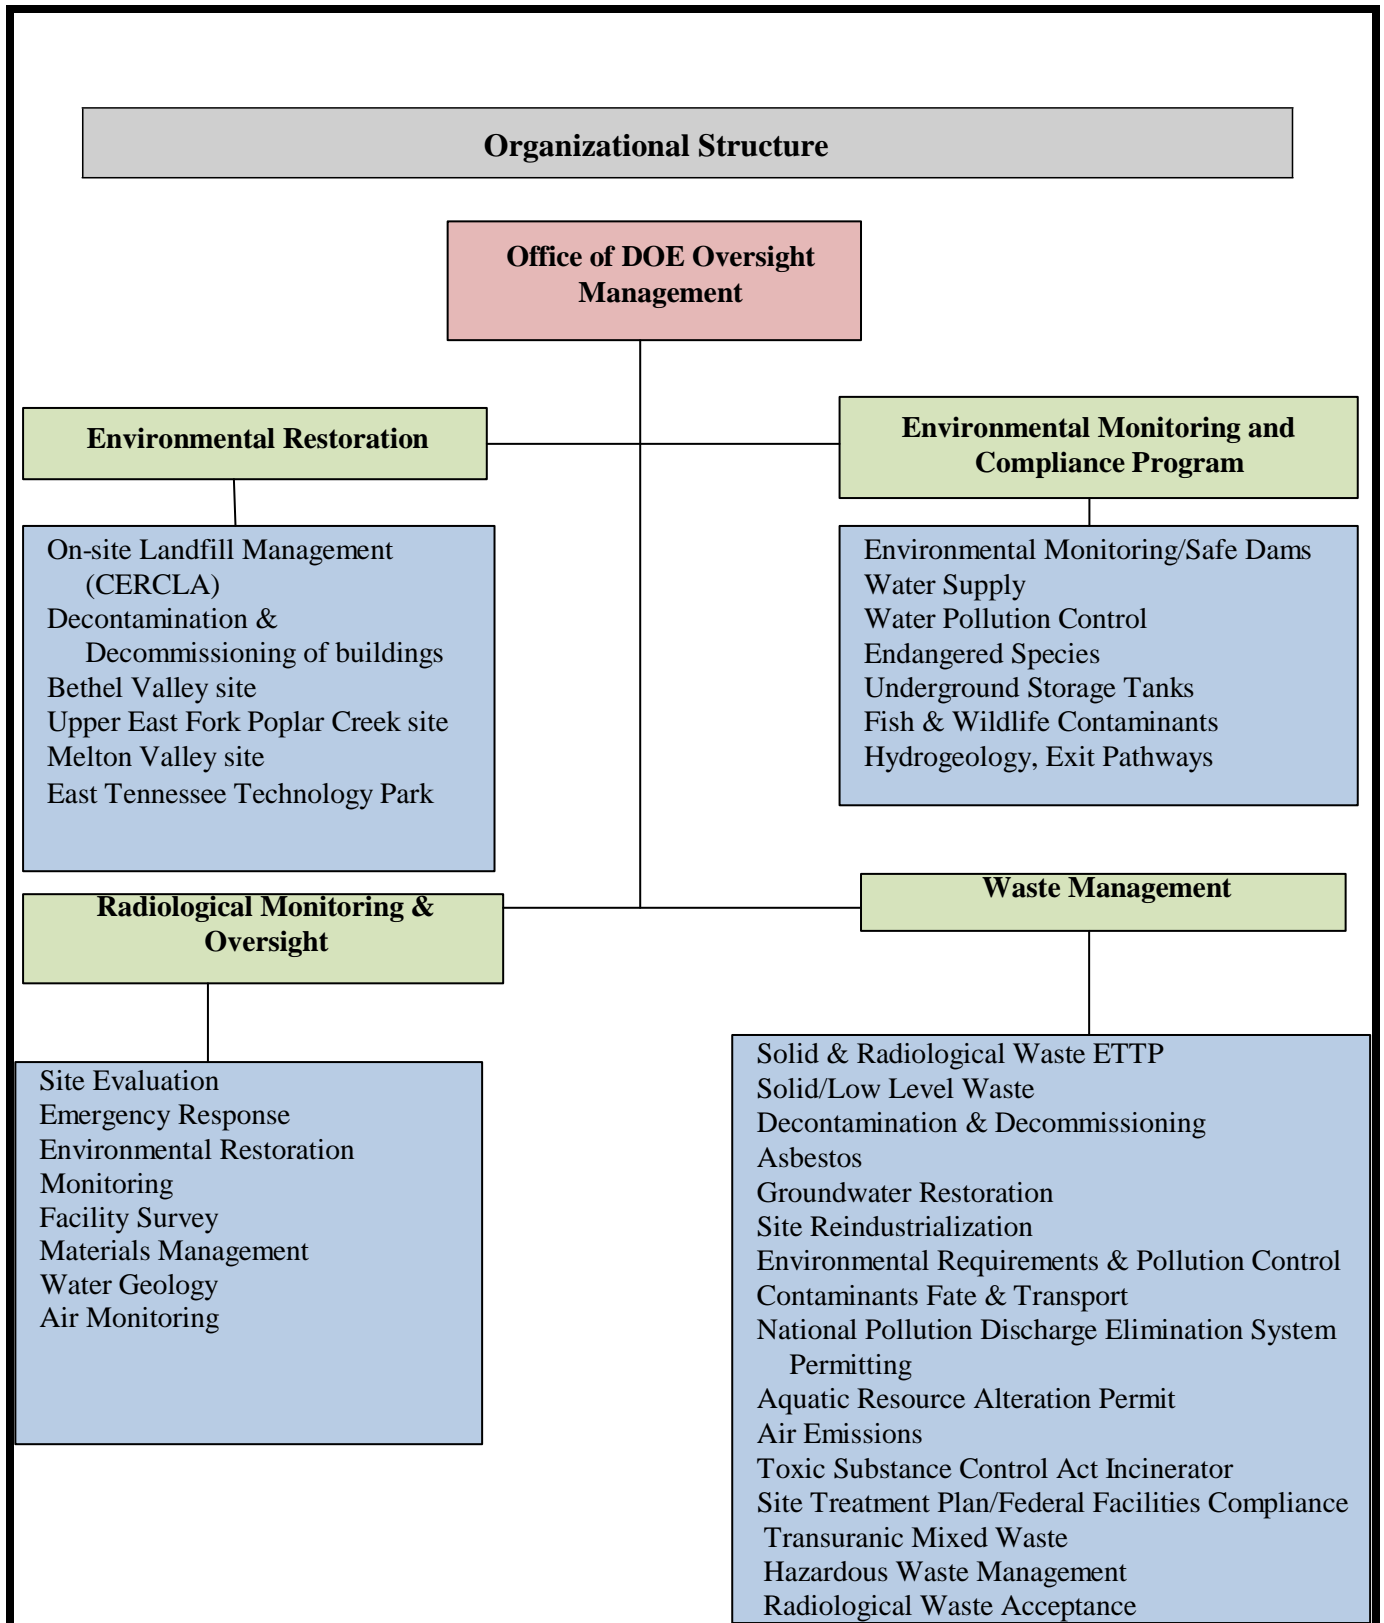 Organizational Structure
Office of DOE Oversight
Management
Environmental Restoration
On-site Landfill Management
(CERCLA)
Decontamination &
Decommissioning of buildings
Bethel Valley site
Upper East Fork Poplar Creek site
Melton Valley site
East Tennessee Technology Park
Environmental Monitoring and
Compliance Program
Environmental Monitoring/Safe Dams
Water Supply
Water Pollution Control
Endangered Species
Underground Storage Tanks
Fish & Wildlife Contaminants
Hydrogeology, Exit Pathways
Radiological Monitoring &
Oversight
Site Evaluation
Emergency Response
Environmental Restoration
Monitoring
Facility Survey
Materials Management
Water Geology
Air Monitoring
Waste Management
Solid & Radiological Waste ETTP
Solid/Low Level Waste
Decontamination & Decommissioning
Asbestos
Groundwater Restoration
Site Reindustrialization
Environmental Requirements & Pollution Control
Contaminants Fate & Transport
National Pollution Discharge Elimination System
Permitting
Aquatic Resource Alteration Permit
Air Emissions
Toxic Substance Control Act Incinerator
Site Treatment Plan/Federal Facilities Compliance
Transuranic Mixed Waste
Hazardous Waste Management
Radiological Waste Acceptance